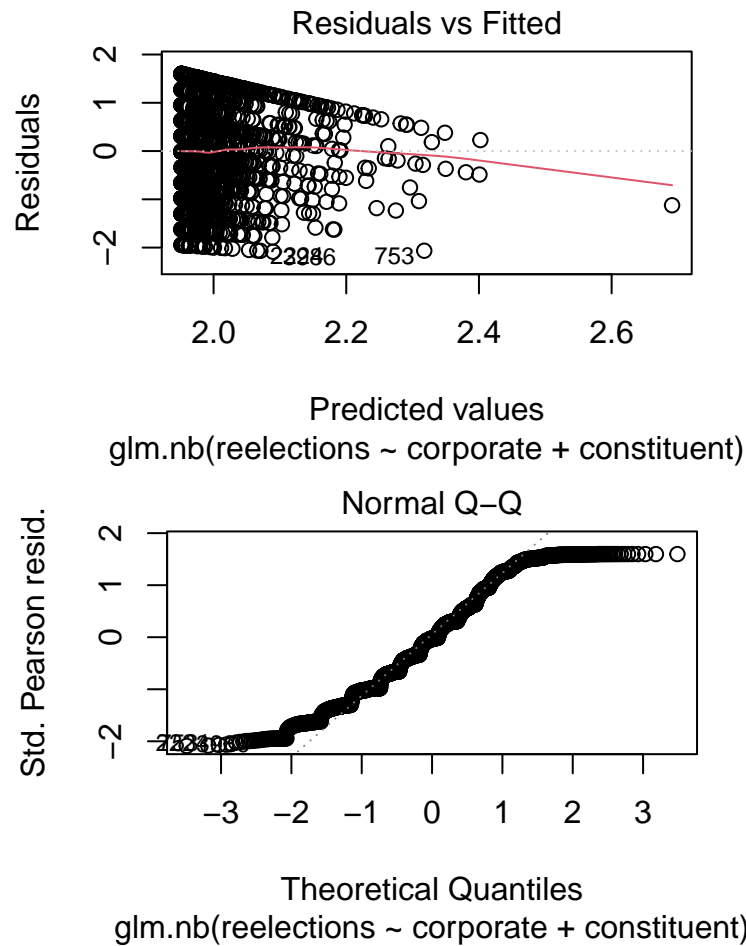 Residuals vs Fitted
Residuals
2
1
0
−2
753
2.0 2.2 2.4 2.6
Predicted values
glm.nb(reelections ~ corporate + constituent)
Normal Q−Q
Std. Pearson resid.
2
1
0
−2
−3 −2 −1 0 1 2 3
Theoretical Quantiles
glm.nb(reelections ~ corporate + constituent)